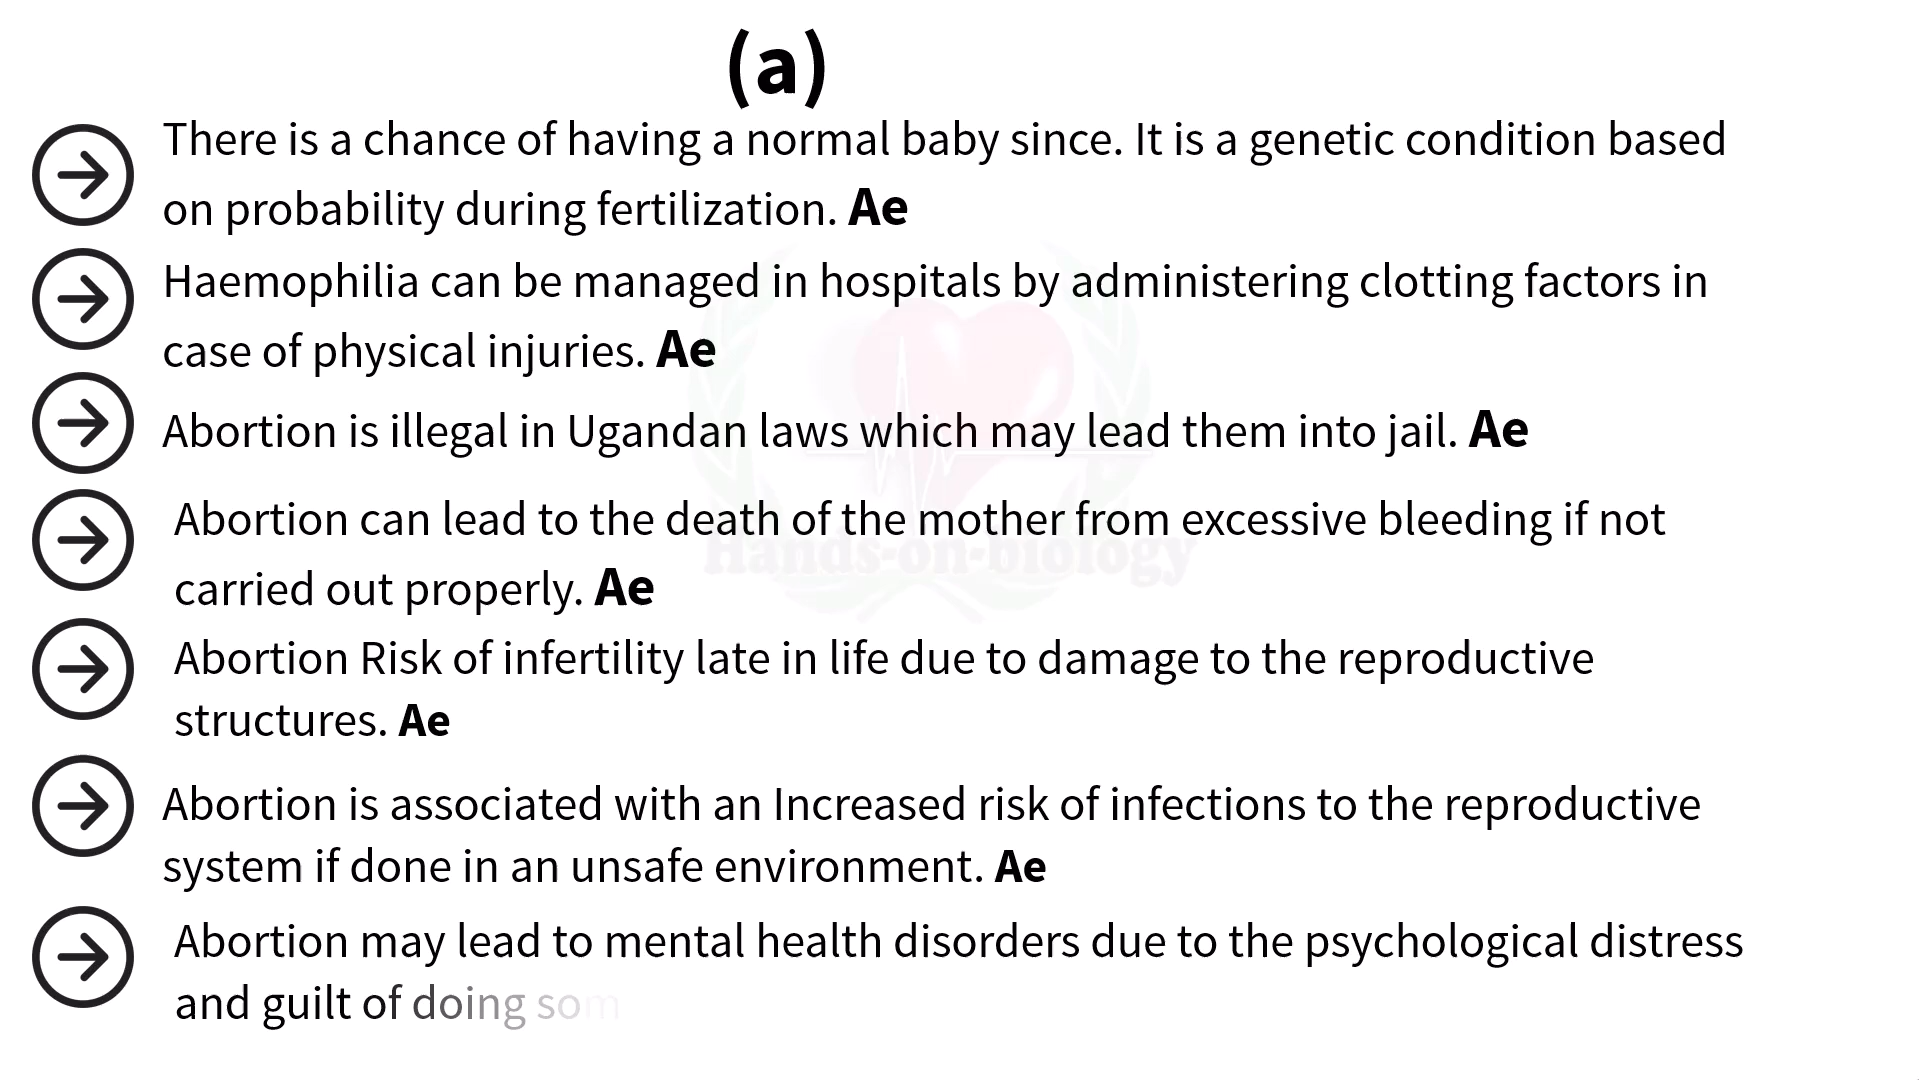 (a)
There is a chance of having a normal baby since. It is a genetic condition based
on probability during fertilization. Ae
Haemophilia can be managed in hospitals by administering clotting factors in
case of physical injuries. Ae
Abortion is illegal in Ugandan laws which may lead them into jail. Ae
Abortion can lead to the death of the mother from excessive bleeding if not
carried out properly. Ae
Hands-on-biology
Abortion Risk of infertility late in life due to damage to the reproductive
structures. Ae
Abortion is associated with an Increased risk of infections to the reproductive
system if done in an unsafe environment. Ae
Abortion may lead to mental health disorders due to the psychological distress
and guilt of doing som